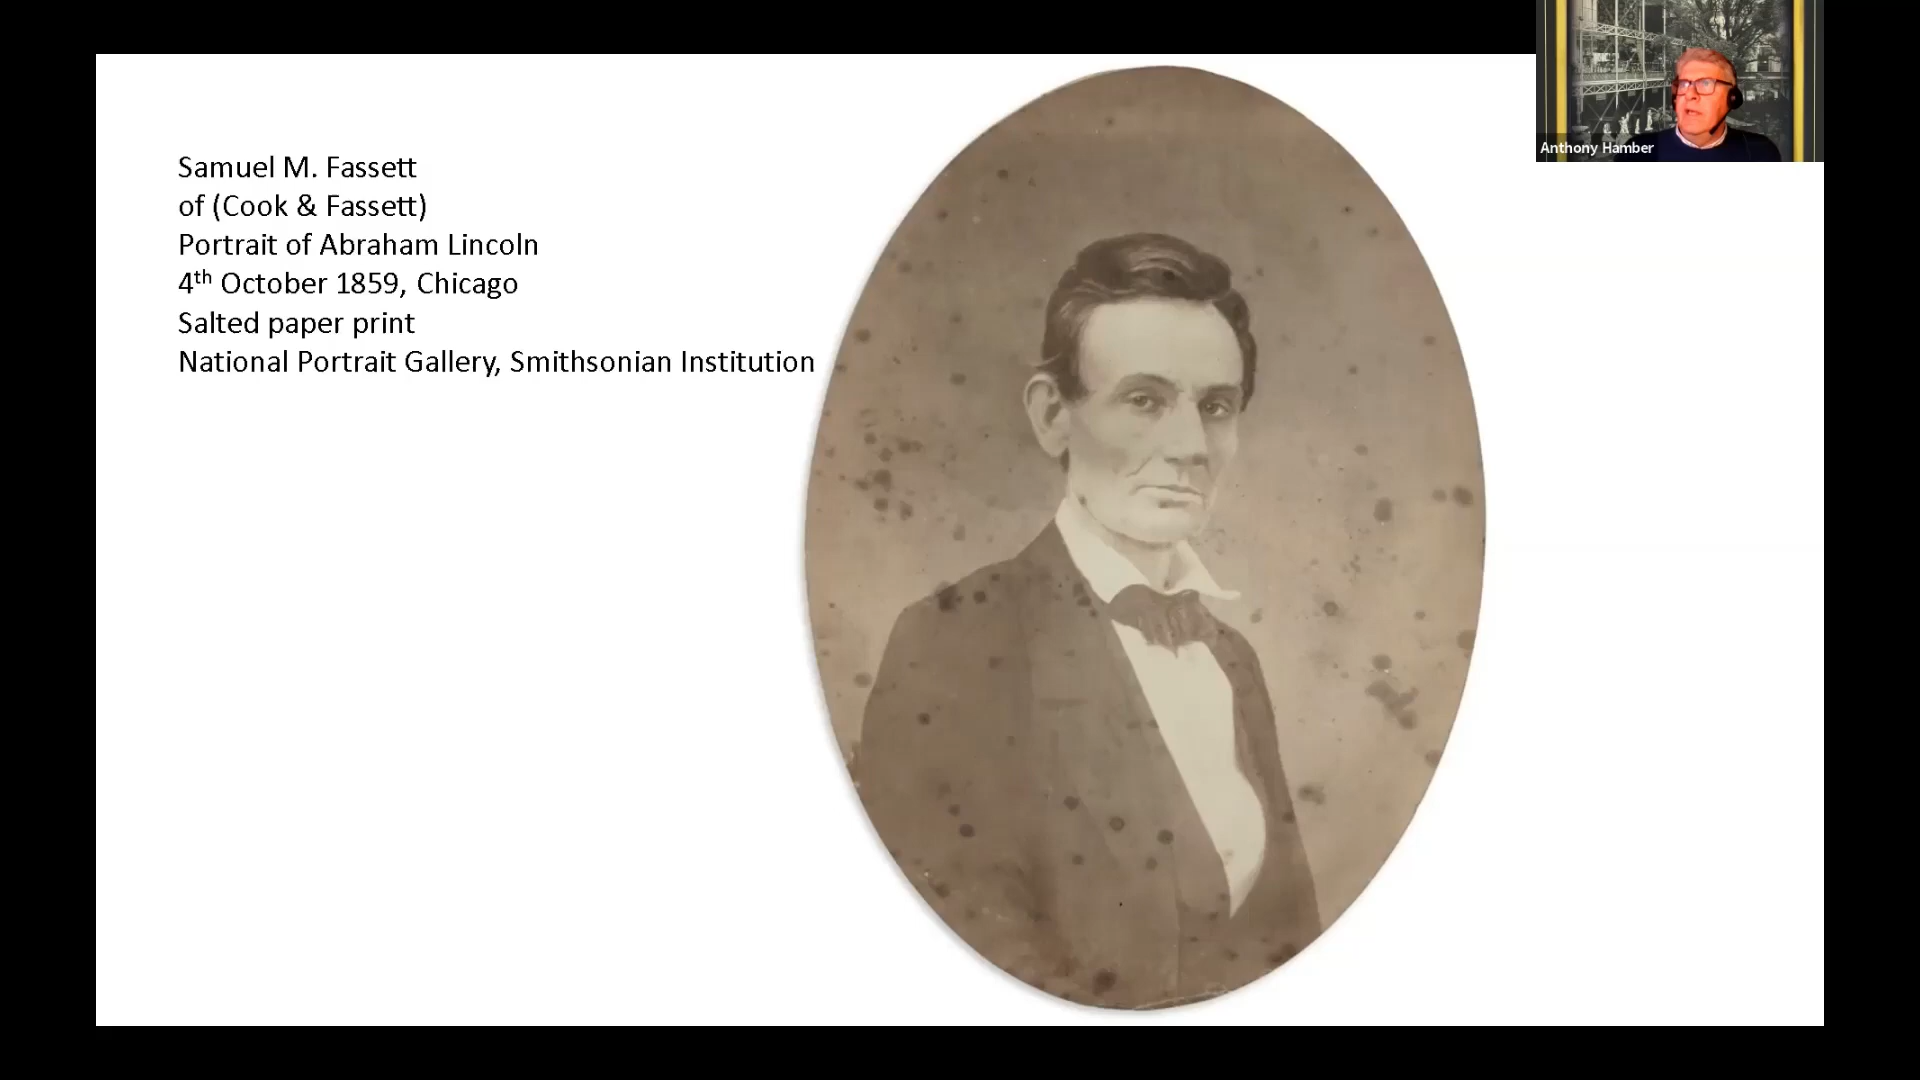 Samuel M. Fassett
of (Cook & Fassett)
Portrait of Abraham Lincoln
4th October 1859, Chicago
Salted paper print
National Portrait Gallery, Smithsonian Institution
Anthony Hamber